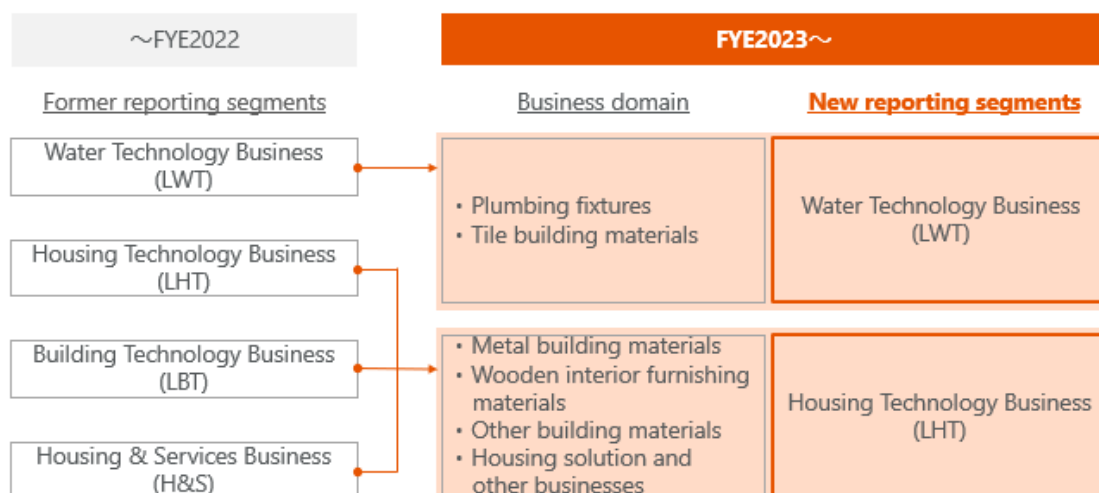 ~FYE2022
FYE2023~
Former reporting segments
Business domain
New reporting segments
Water Technology Business
(LWT)
Housing Technology Business
(LHT)
Building Technology Business
(LBT)
Housing & Services Business
(H&S)
・Plumbing fixtures
・Tile building materials
Water Technology Business
(LWT)
・Metal building materials
・Wooden interior furnishing
materials
・Other building materials
・Housing solution and
other businesses
Housing Technology Business
(LHT)